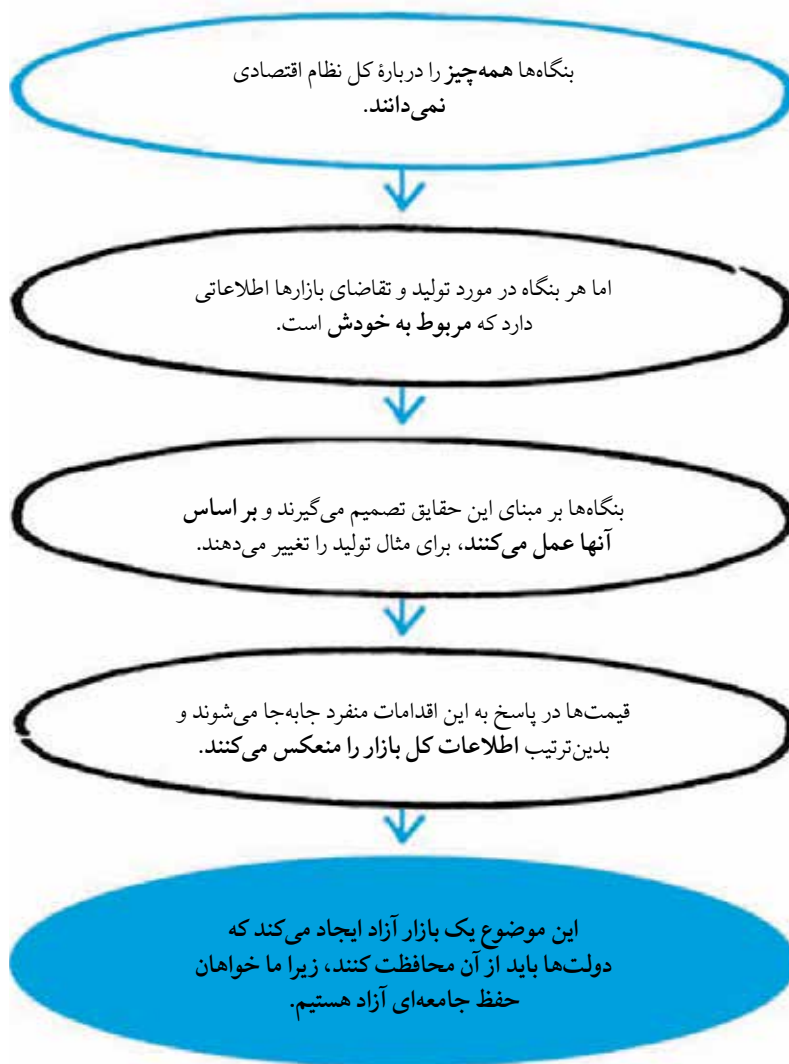 بنگاه‌ها همه‌چیز را دربارهٔ کل نظام اقتصادی
نمی‌دانند.
اما هر بنگاه در مورد تولید و تقاضای بازارها اطلاعاتی
دارد که مربوط به خودش است.
بنگاه‌ها بر مبنای این حقایق تصمیم می‌گیرند و بر اساس
آنها عمل می‌کنند، برای مثال تولید را تغییر می‌دهند.
قیمت‌ها در پاسخ به این اقدامات منفرد جابه‌جا می‌شوند و
بدین‌ترتیب اطلاعات کل بازار را منعکس می‌کنند.
این موضوع یک بازار آزاد ایجاد می‌کند که
دولت‌ها باید از آن محافظت کنند، زیرا ما خواهان
حفظ جامعه‌ای آزاد هستیم.